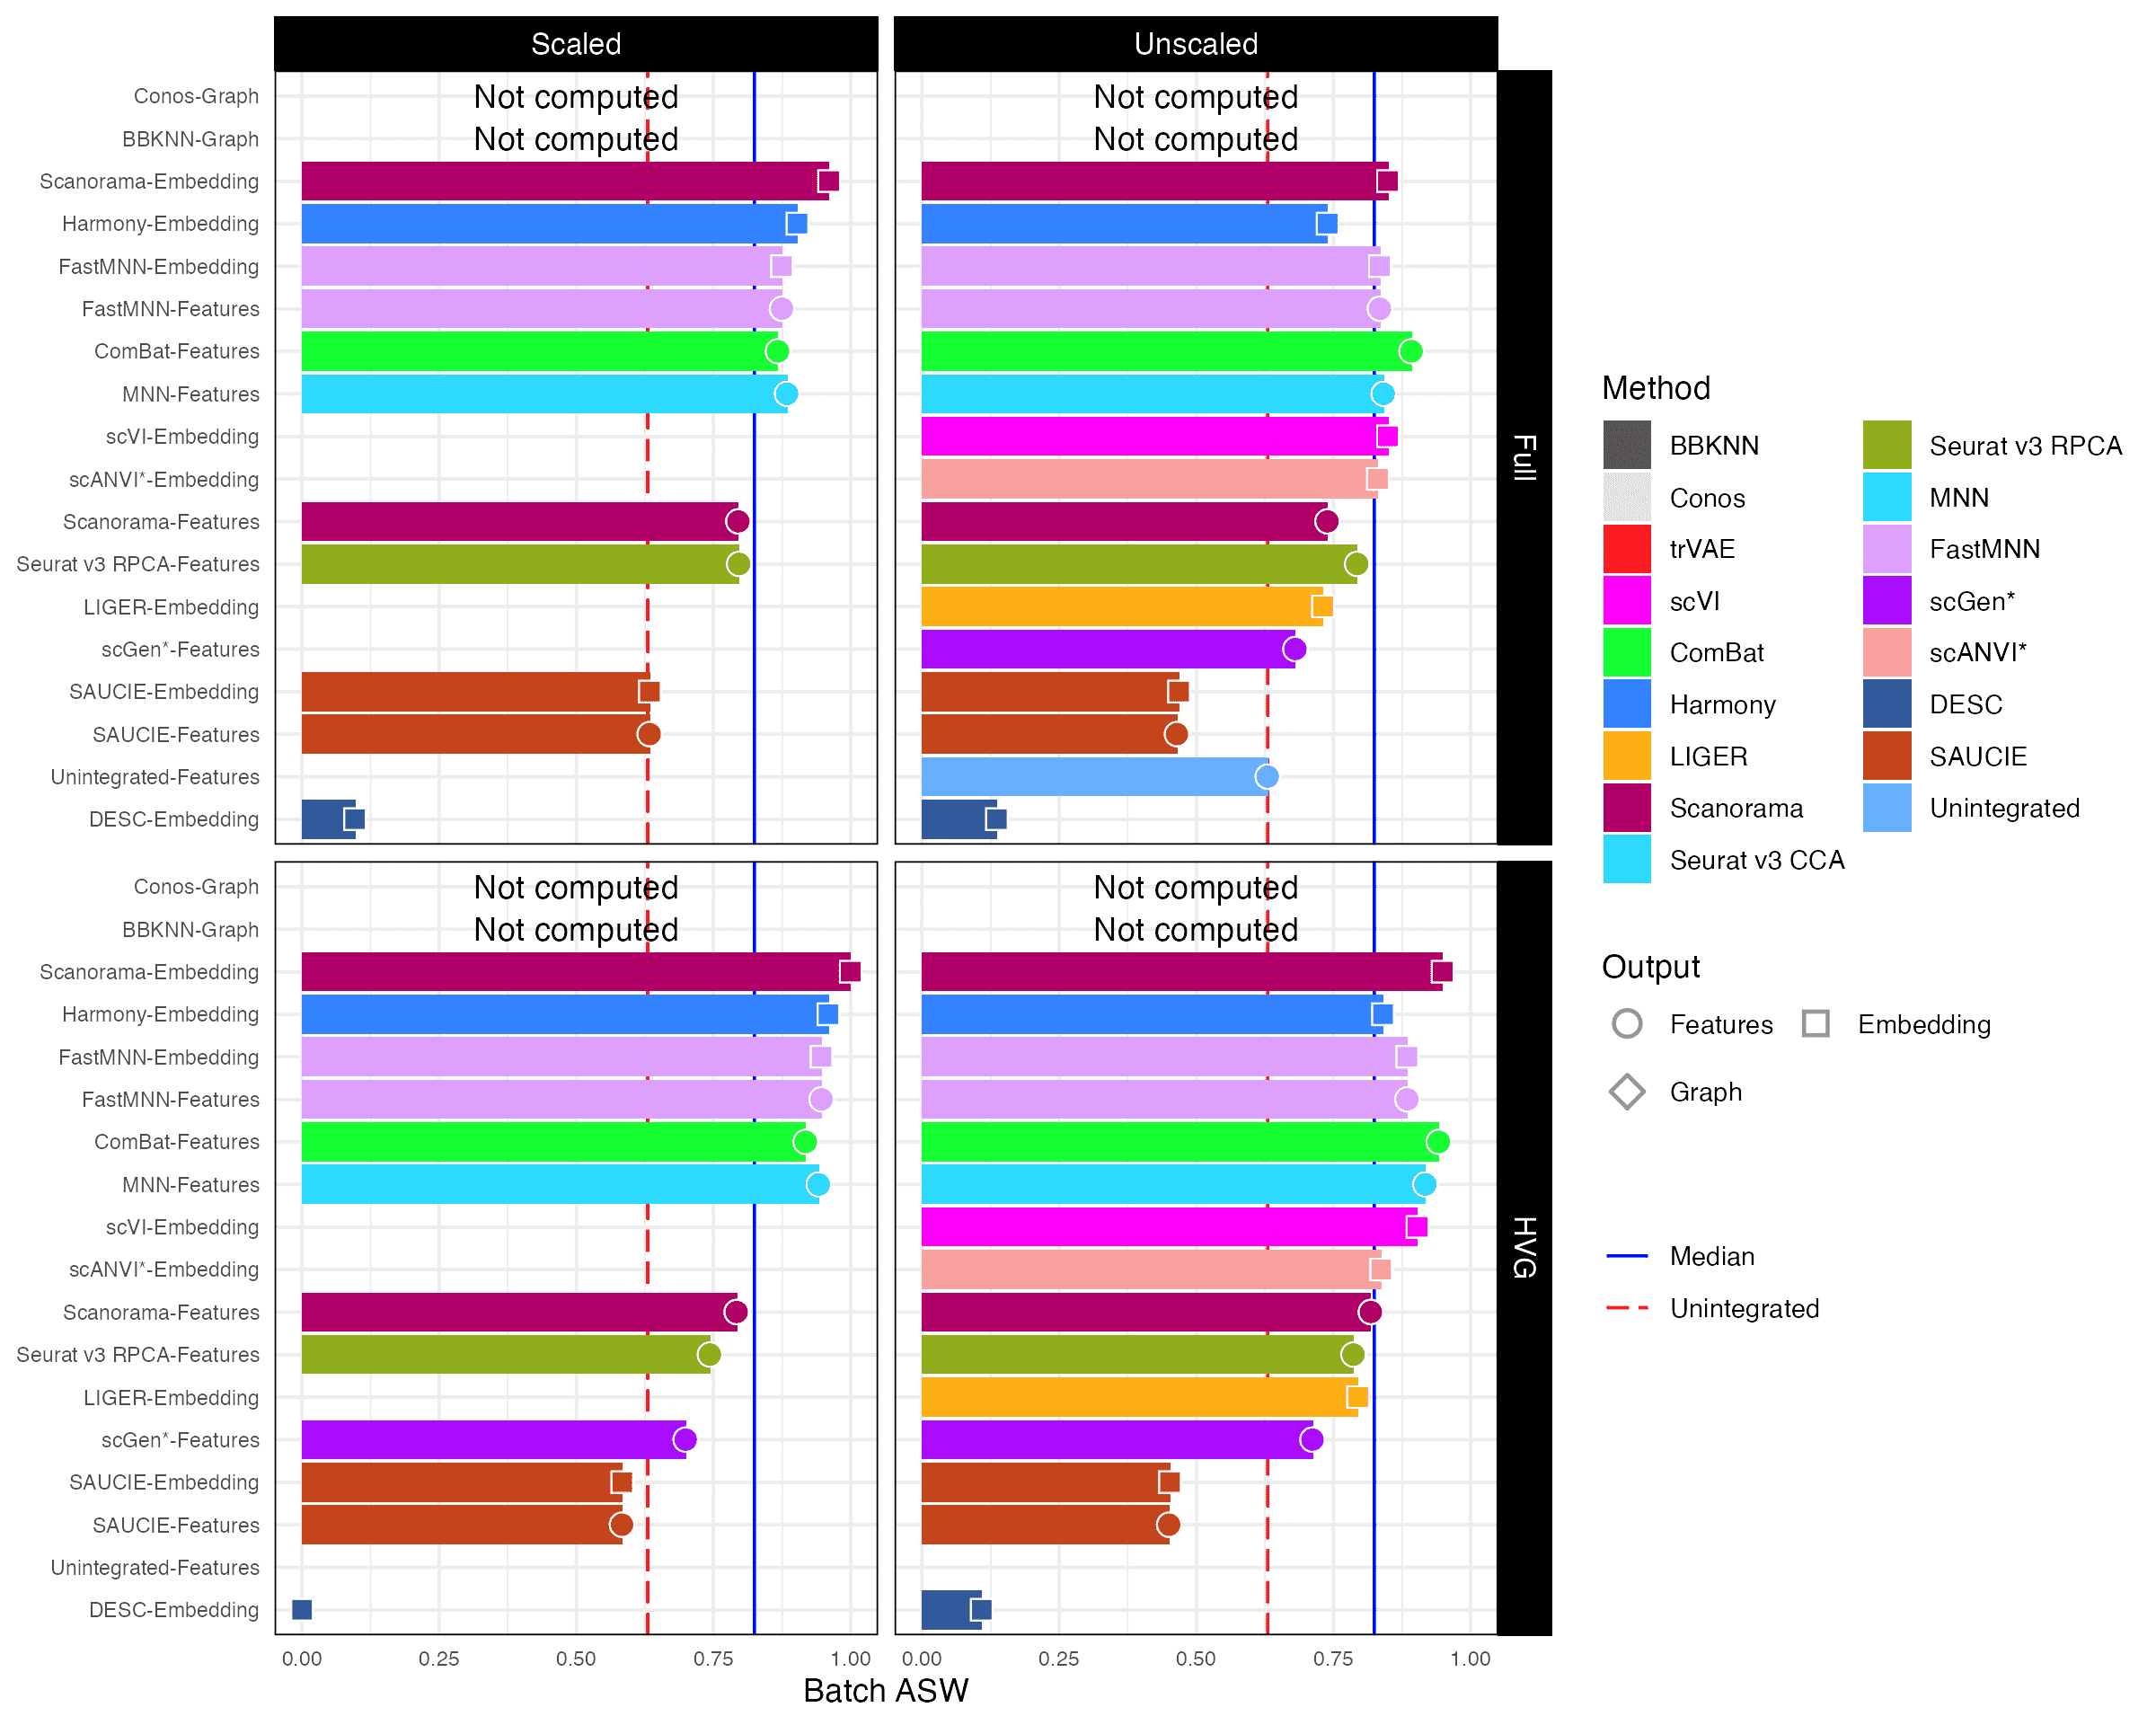 Scaled
Unscaled
Conos-Graph
BBKNN-Graph
Scanorama-Embedding
Harmony-Embedding
FastMNN-Embedding
FastMNN-Features
ComBat-Features
MNN-Features
scVI-Embedding
scANVI*-Embedding
Scanorama-Features
Seurat v3 RPCA-Features
LIGER-Embedding
scGen*-Features
SAUCIE-Embedding
SAUCIE-Features
Unintegrated-Features
DESC-Embedding
Not computed
Not computed
Not computed
Not computed
Full
Conos-Graph
BBKNN-Graph
Scanorama-Embedding
Harmony-Embedding
FastMNN-Embedding
FastMNN-Features
ComBat-Features
MNN-Features
scVI-Embedding
scANVI*-Embedding
Scanorama-Features
Seurat v3 RPCA-Features
LIGER-Embedding
scGen*-Features
SAUCIE-Embedding
SAUCIE-Features
Unintegrated-Features
DESC-Embedding
Not computed
Not computed
Not computed
Not computed
HVG
0.00 0.25 0.50 0.75 1.00
0.00 0.25 0.50 0.75 1.00
Batch ASW
Method
BBKNN
Conos
trVAE
scVI
ComBat
Harmony
LIGER
Scanorama
Seurat v3 CCA
Seurat v3 RPCA
MNN
FastMNN
scGen*
scANVI*
DESC
SAUCIE
Unintegrated
Output
Features
Embedding
Graph
Median
Unintegrated